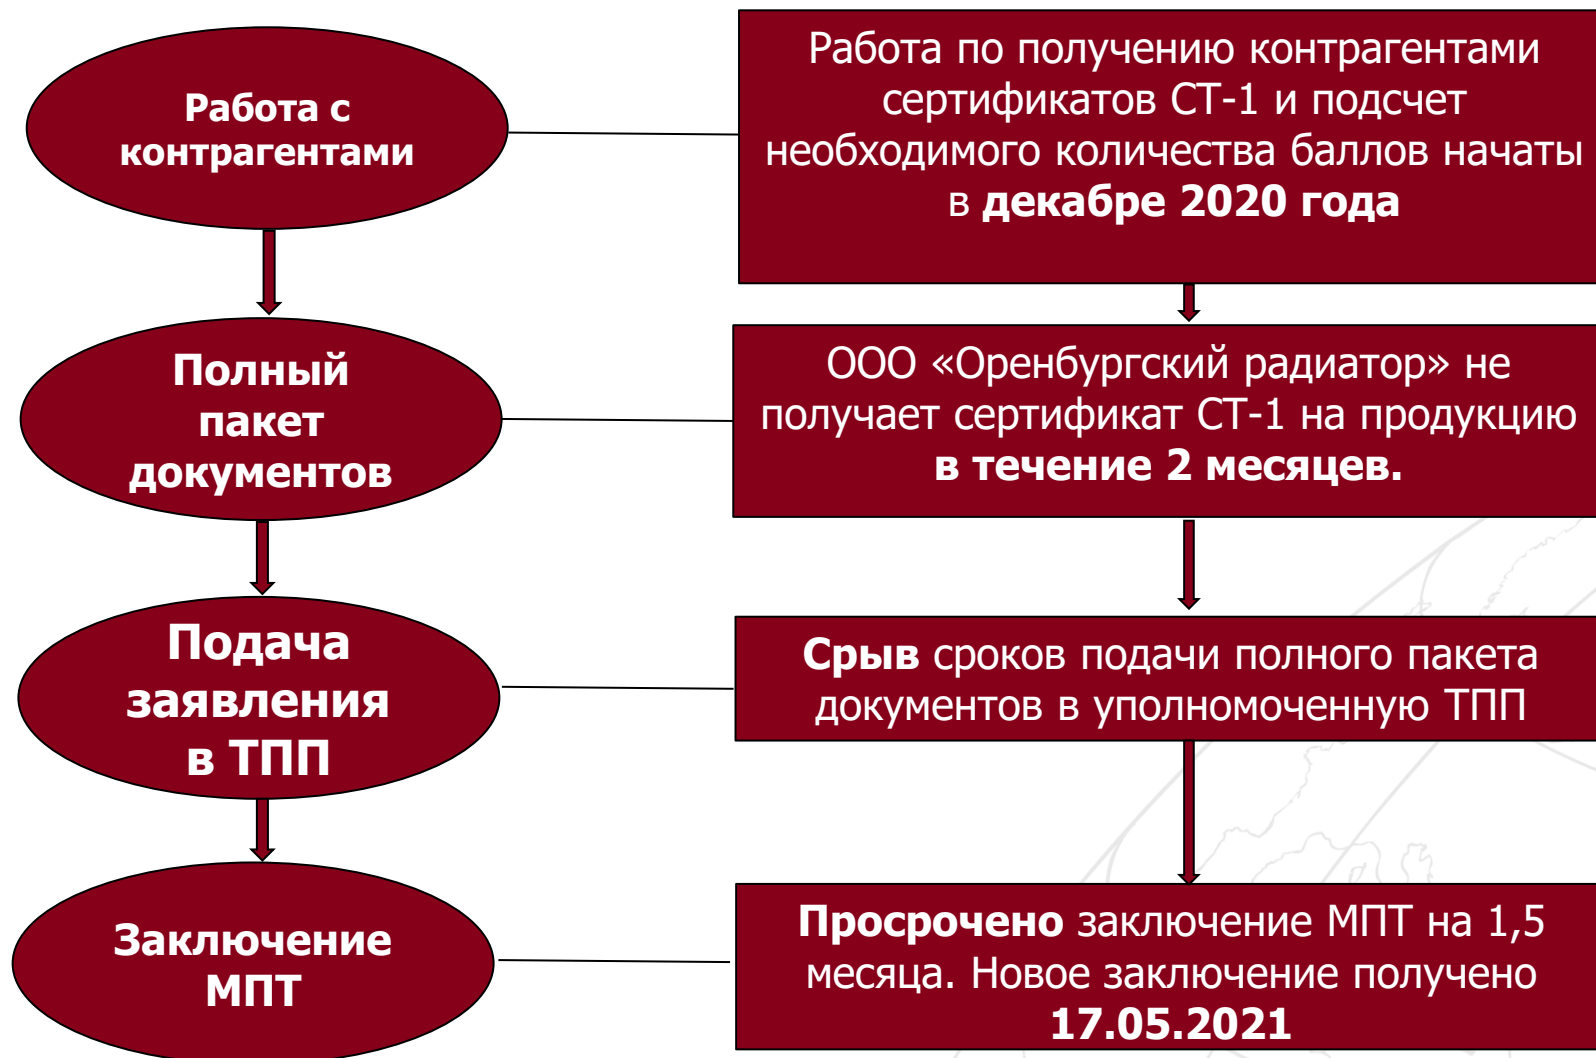 Работа с
контрагентами
Работа по получению контрагентами
сертификатов СТ-1 и подсчет
необходимого количества баллов начаты
в декабре 2020 года
Полный
пакет
документов
ООО «Оренбургский радиатор» не
получает сертификат СТ-1 на продукцию
в течение 2 месяцев.
Подача
заявления
в ТПП
Срыв сроков подачи полного пакета
документов в уполномоченную ТПП
Заключение
МПТ
Просрочено заключение МПТ на 1,5
месяца. Новое заключение получено
17.05.2021